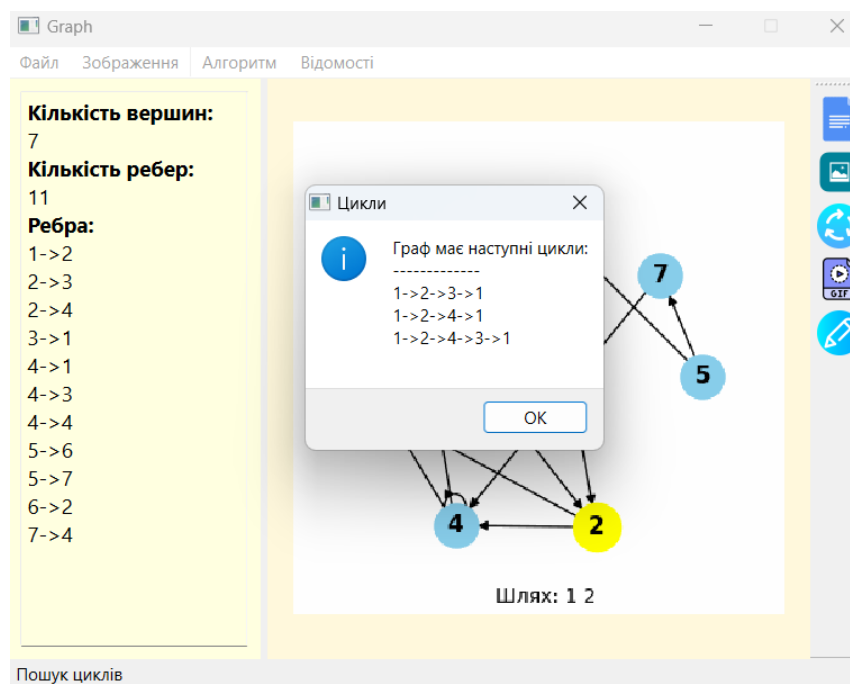 Graph
Файл Зображення Алгоритм Відомості
Кількість вершин:
7
Кількість ребер:
11
Ребра:
1->2
2->3
2->4
3->1
4->1
4->3
4->4
5->6
5->7
6->2
7->4
Цикли
Граф має наступні цикли:
-------------
1->2->3->1
1->2->4->1
1->2->4->3->1
OK
7
5
4
2
Шлях: 1 2
GIF
Пошук циклів